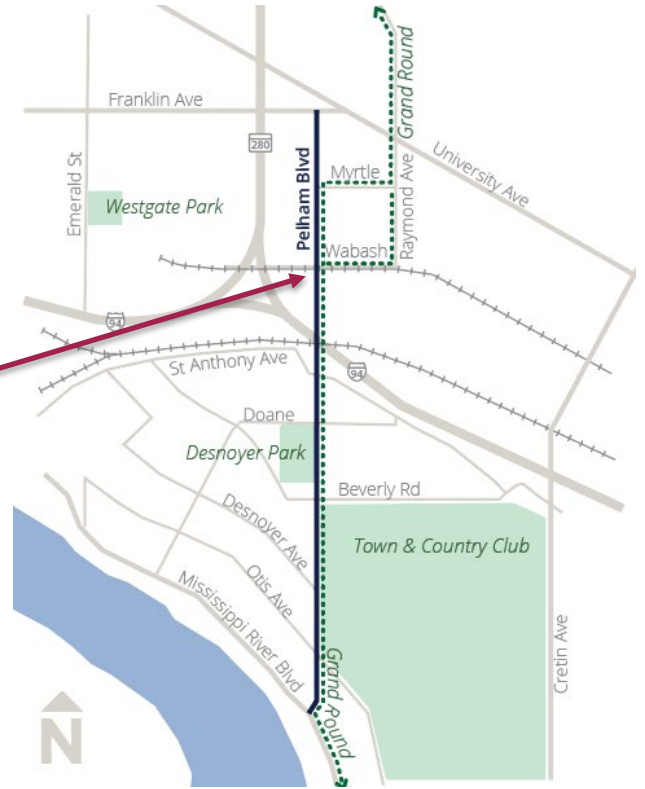 Grand Round
Franklin Ave
280
Emerald St
Pelham Blvd
Myrtle
Raymond Ave
University Ave
Westgate Park
Wabash
94
St Anthony Ave
94
Doane
Desnoyer Park
Beverly Rd
Desnoyer Ave
Town & Country Club
Otis Ave
Mississippi River Blvd
Cretin Ave
Grand Round
N